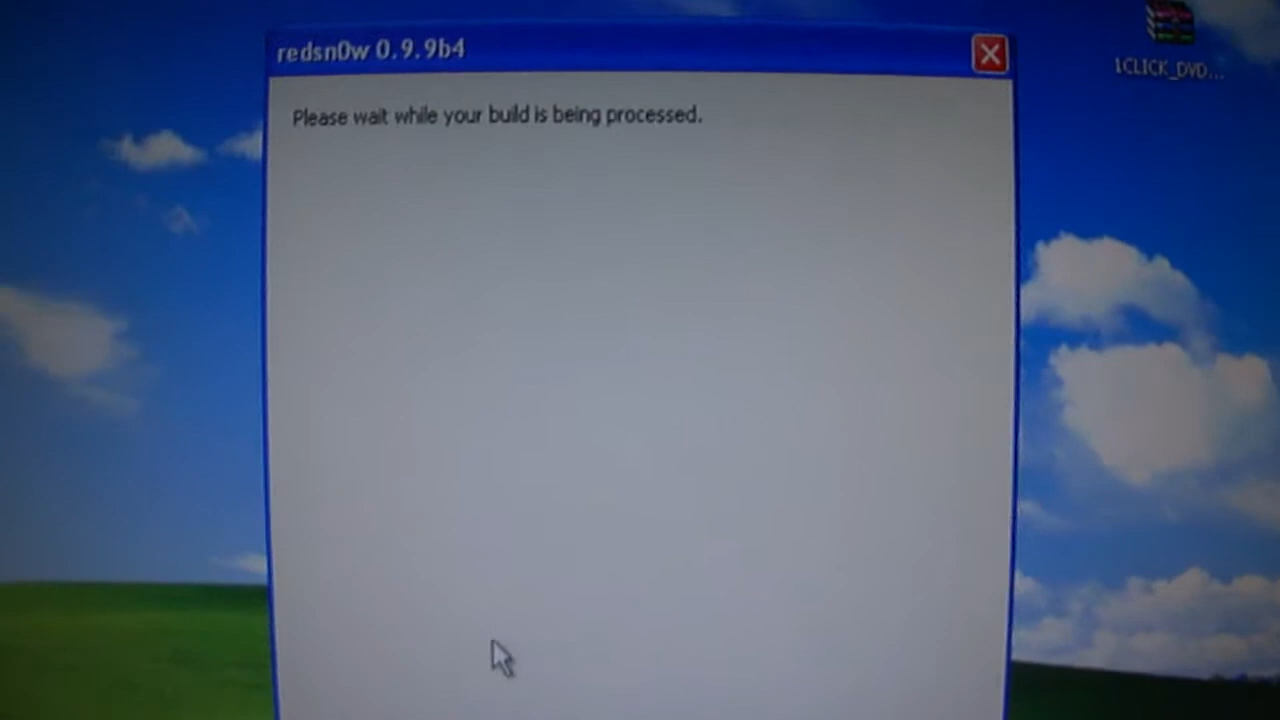 redsn0w 0.9.9b4
1CLICK_DVD...
Please wait while your build is being processed.